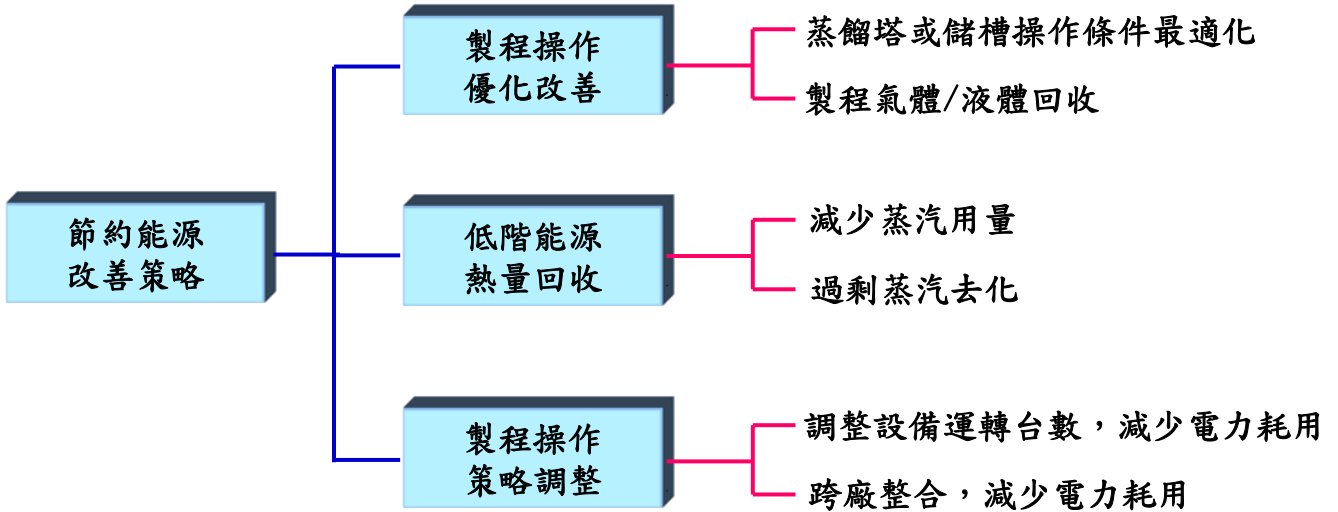 節約能源
改善策略
製程操作
優化改善
蒸餾塔或儲槽操作條件最適化
製程氣體/液體回收
低階能源
熱量回收
減少蒸汽用量
過剩蒸汽去化
製程操作
策略調整
調整設備運轉台數，減少電力耗用
跨廠整合，減少電力耗用